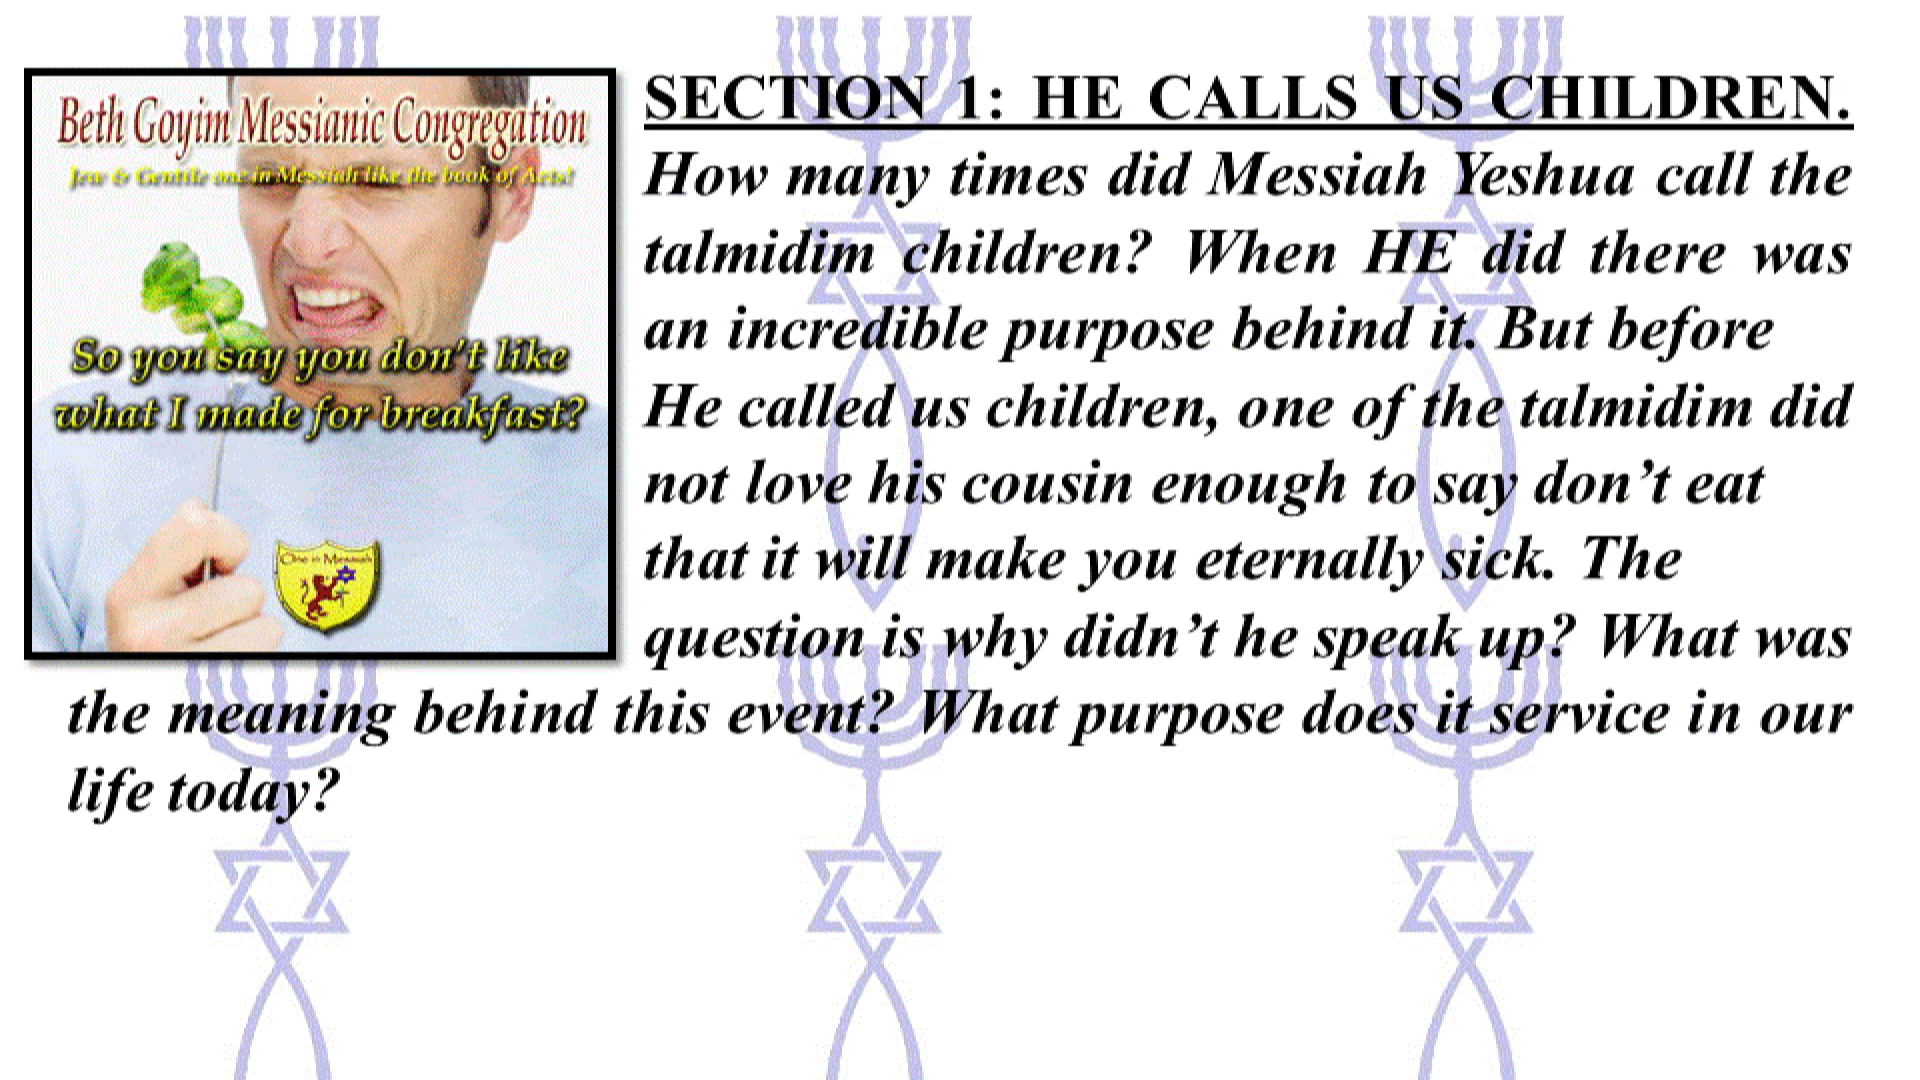 Beth Goyim Messianic Congregation
Jew & Gentile one in Messiah like the book of Acts!
So you say you don't like
what I made for breakfast?
One in Messiah
SECTION 1: HE CALLS US CHILDREN.
How many times did Messiah Yeshua call the
talmidim children? When HE did there was
an incredible purpose behind it. But before
He called us children, one of the talmidim did
not love his cousin enough to say don’t eat
that it will make you eternally sick. The
question is why didn’t he speak up? What was
the meaning behind this event? What purpose does it service in our
life today?